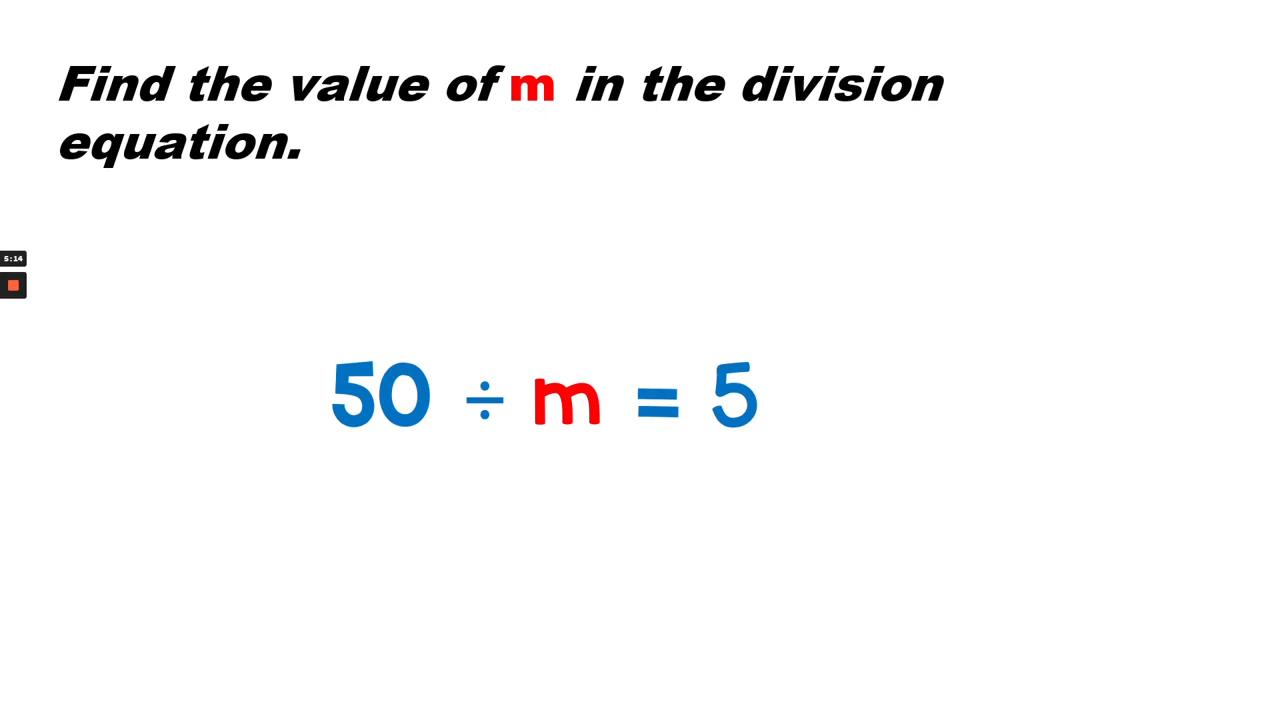 Find the value of m in the division
equation.
5:14
50 ÷ m = 5